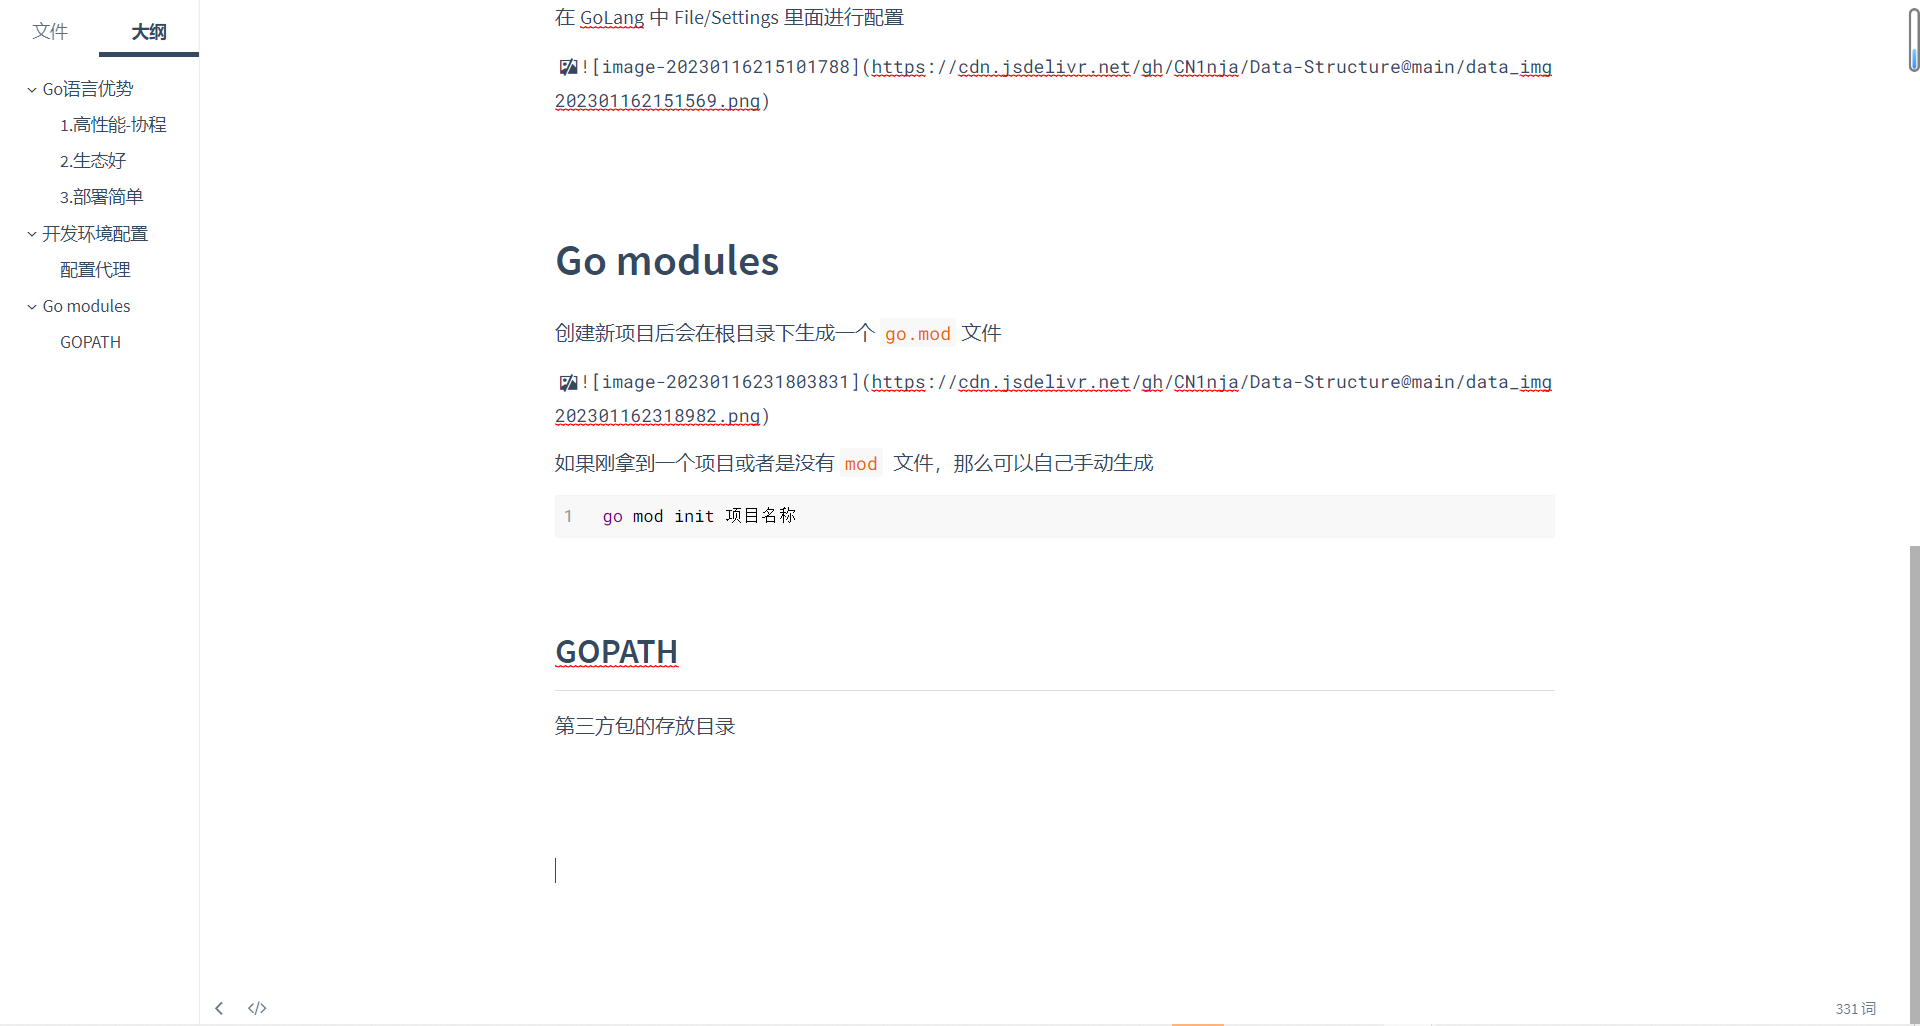 文件 大纲
Go语言优势
1.高性能-协程
2.生态好
3.部署简单
开发环境配置
配置代理
Go modules
GOPATH
在 GoLang 中 File/Settings 里面进行配置
![image-20230116215101788](https://cdn.jsdelivr.net/gh/CN1nja/Data-Structure@main/data_img
202301162151569.png)
Go modules
创建新项目后会在根目录下生成一个 go.mod 文件
![image-20230116231803831](https://cdn.jsdelivr.net/gh/CN1nja/Data-Structure@main/data_img
202301162318982.png)
如果刚拿到一个项目或者是没有 mod 文件，那么可以自己手动生成
1 go mod init 项目名称
GOPATH
第三方包的存放目录
</> 331 词